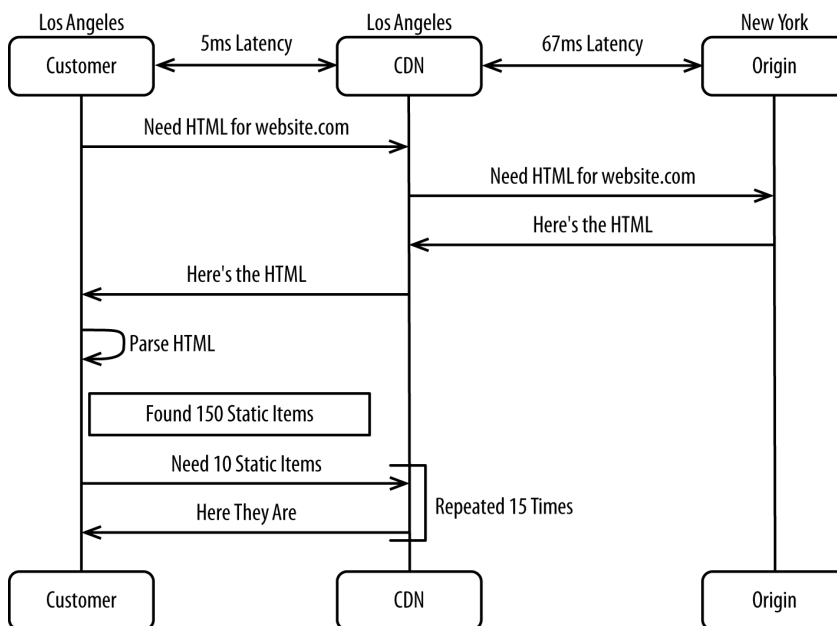 Los Angeles
Los Angeles
New York
Customer
5ms Latency
CDN
67ms Latency
Origin
Need HTML for website.com
Need HTML for website.com
Here's the HTML
Here's the HTML
Parse HTML
Found 150 Static Items
Need 10 Static Items
Repeated 15 Times
Here They Are
Customer
CDN
Origin